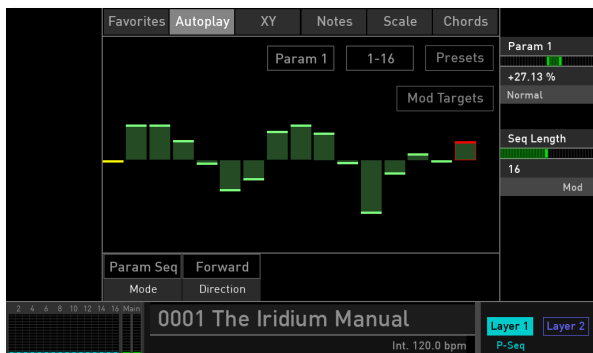 Favorites Autoplay XY Notes Scale Chords
Param 1 1-16 Presets
Mod Targets
Param 1
+27.13 %
Normal
Seq Length
16
Mod
Param Seq Forward
Mode Direction
2 4 6 8 10 12 14 16 Main
0001 The Iridium Manual
Int. 120.0 bpm
Layer 1 Layer 2
P-Seq